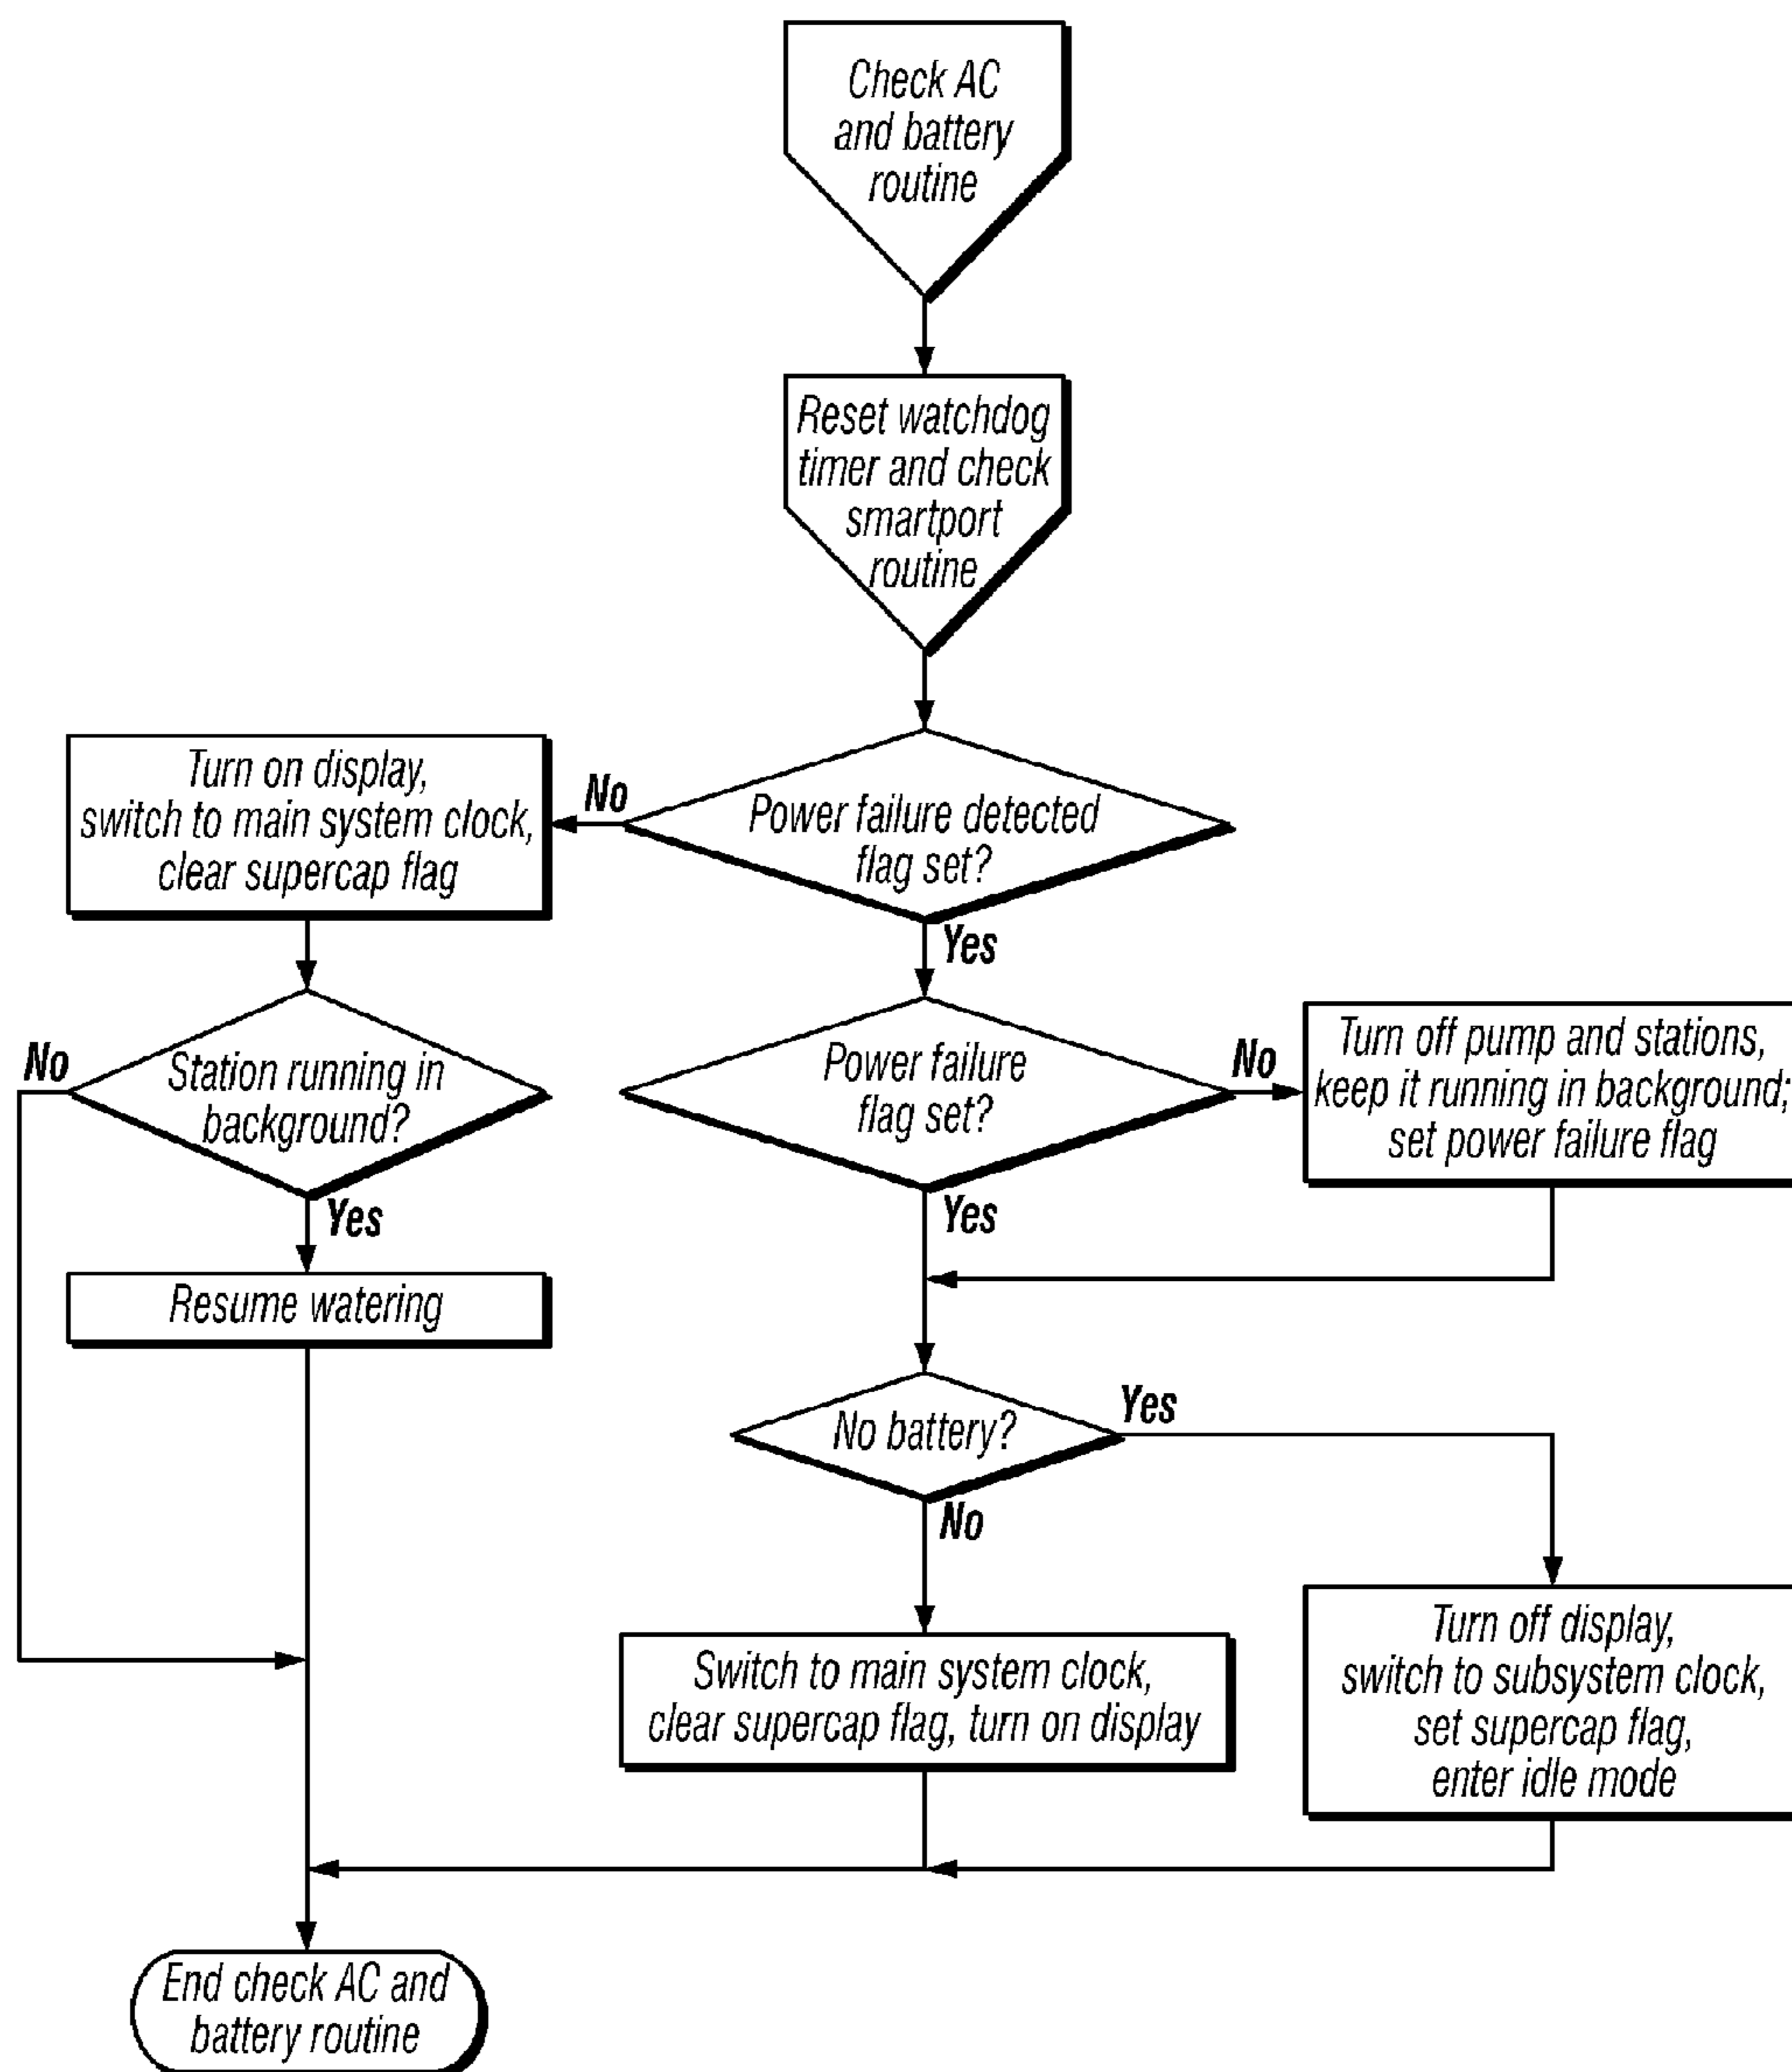 Check AC
and battery
routine
Reset watchdog
timer and check
smartport
routine
Turn on display,
switch to main system clock,
clear supercap flag
No
Power failure detected
flag set?
Yes
No
Station running in
background?
Yes
Power failure
flag set?
No
Yes
Turn off pump and stations,
keep it running in background;
set power failure flag
Resume watering
No battery?
Yes
No
Switch to main system clock,
clear supercap flag, turn on display
Turn off display,
switch to subsystem clock,
set supercap flag,
enter idle mode
End check AC and
battery routine